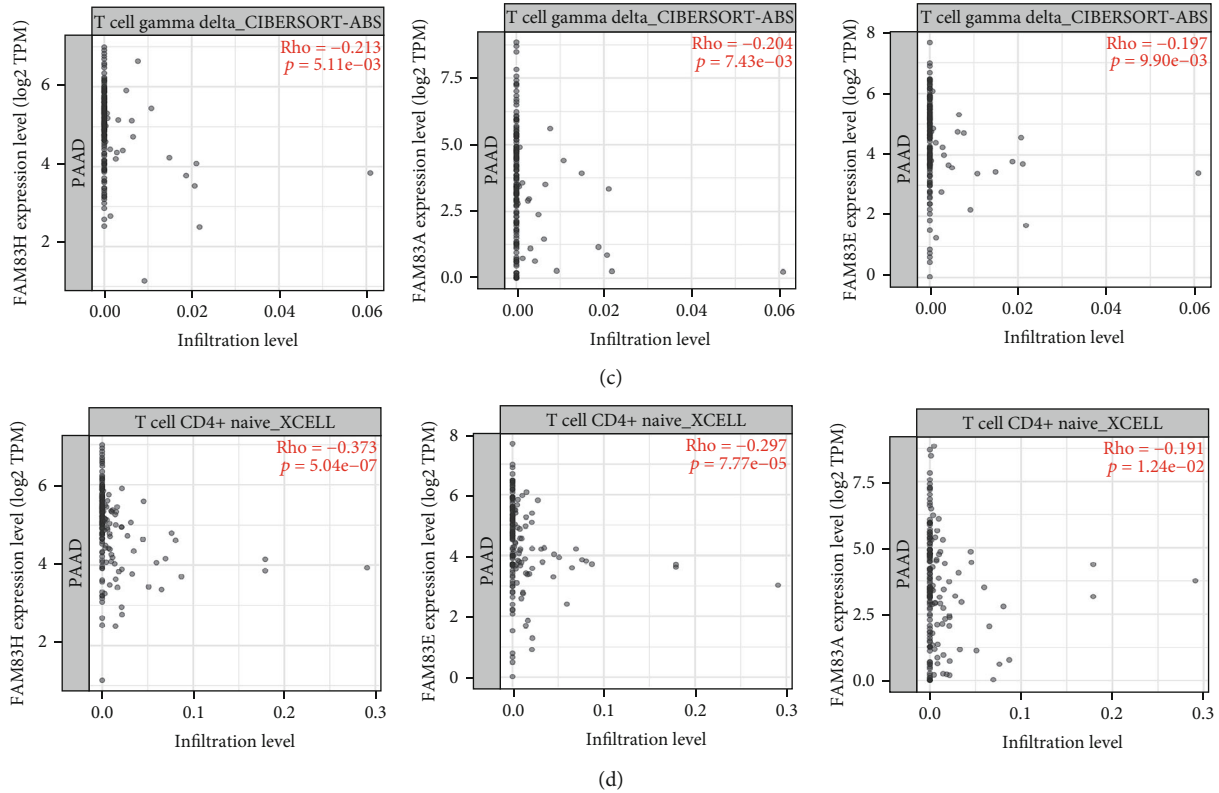 T cell gamma delta_CIBERSORT-ABS
Rho = −0.213
p = 5.11e−03
FAM83H expression level (log2 TPM)
PAAD
6
4
2
0.00
0.02
0.04
0.06
Infiltration level
T cell gamma delta_CIBERSORT-ABS
Rho = −0.204
p = 7.43e−03
FAM83A expression level (log2 TPM)
PAAD
7.5
5.0
2.5
0.0
0.00
0.02
0.04
0.06
Infiltration level
T cell gamma delta_CIBERSORT-ABS
Rho = −0.197
p = 9.90e−03
FAM83E expression level (log2 TPM)
PAAD
8
6
4
2
0
0.00
0.02
0.04
0.06
Infiltration level
(c)
T cell CD4+ naive_XCELL
Rho = −0.373
p = 5.04e−07
FAM83H expression level (log2 TPM)
PAAD
6
4
2
0.0
0.1
0.2
0.3
Infiltration level
T cell CD4+ naive_XCELL
Rho = −0.297
p = 7.77e−05
FAM83E expression level (log2 TPM)
PAAD
8
6
4
2
0
0.0
0.1
0.2
0.3
Infiltration level
T cell CD4+ naive_XCELL
Rho = −0.191
p = 1.24e−02
FAM83A expression level (log2 TPM)
PAAD
7.5
5.0
2.5
0.0
0.0
0.1
0.2
0.3
Infiltration level
(d)